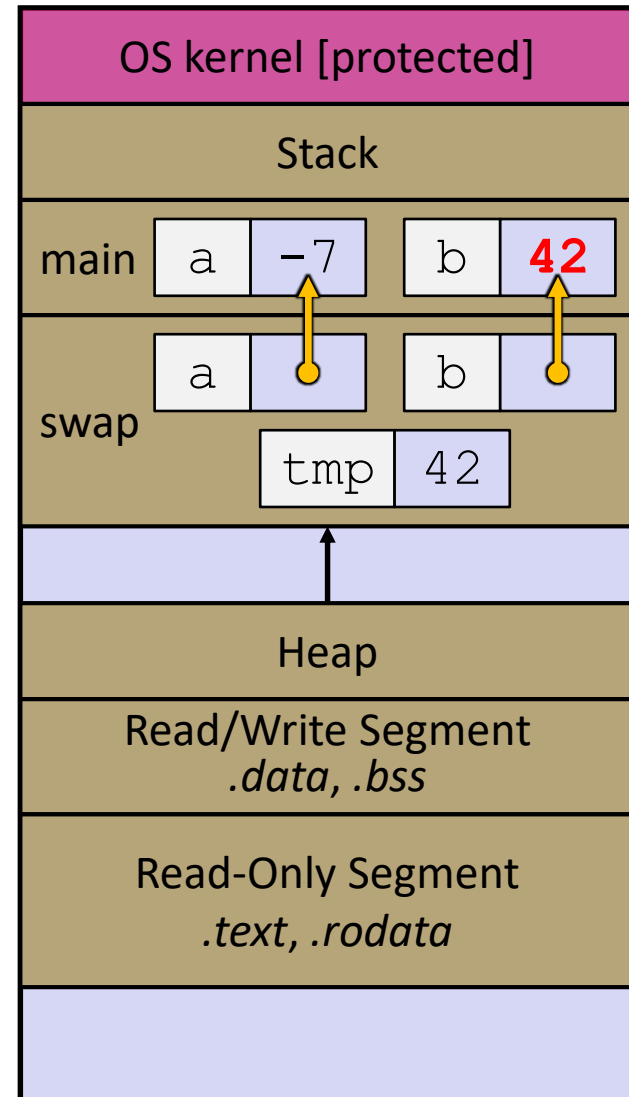 OS kernel [protected]
Stack
main a -7 b 42
a b
swap
tmp 42
Heap
Read/Write Segment
.data, .bss
Read-Only Segment
.text, .rodata